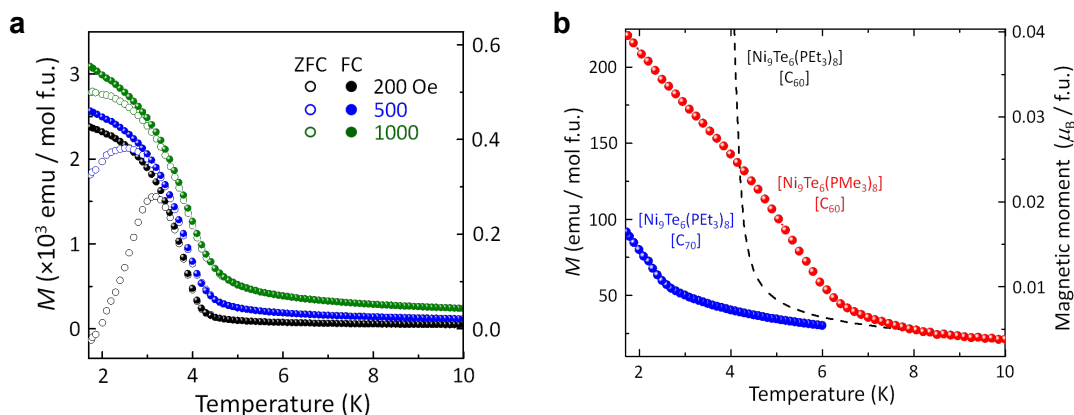 a
ZFC FC
200 Oe
500
1000
M (×10³ emu / mol f.u.)
3
2
1
0
0.6
0.4
0.2
0.0
2 4 6 8 10
Temperature (K)
b
M (emu / mol f.u.)
200
150
100
50
[Ni₉Te₆(PEt₃)₈]
[C₆₀]
[Ni₉Te₆(PMe₃)₈]
[C₆₀]
[Ni₉Te₆(PEt₃)₈]
[C₇₀]
0.04
0.03
0.02
0.01
Magnetic moment (μ_B / f.u.)
2 4 6 8 10
Temperature (K)